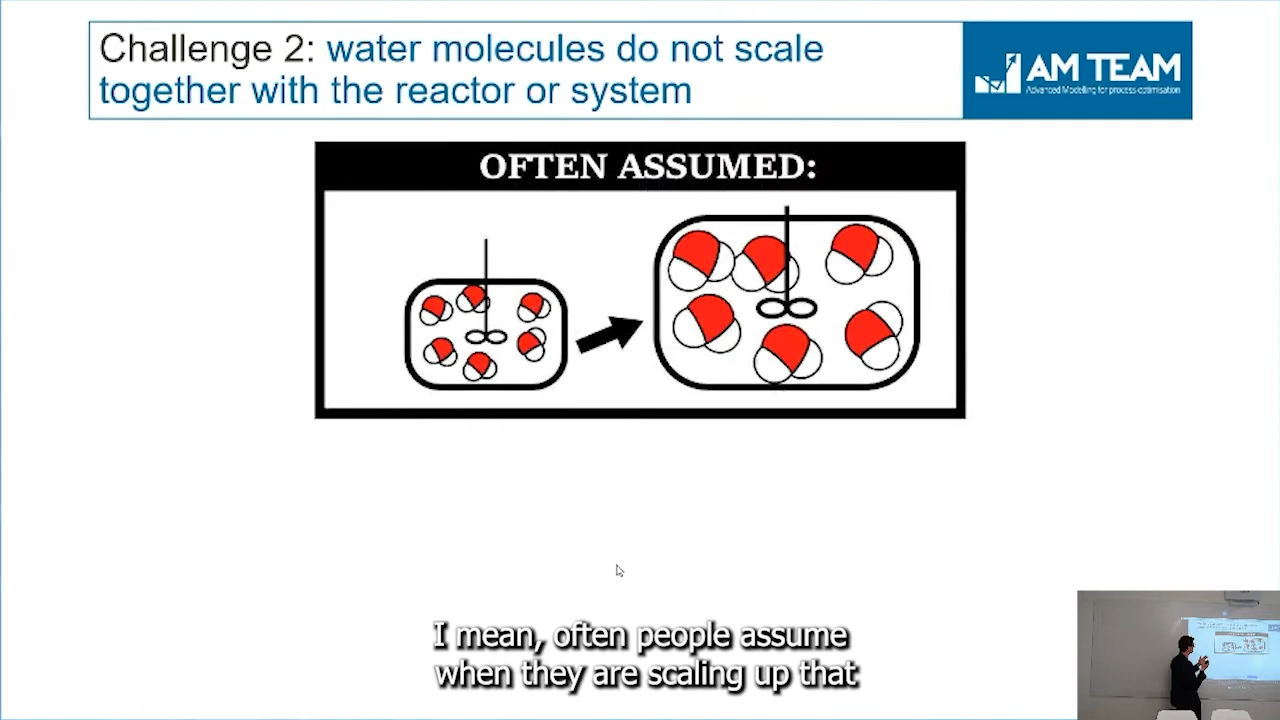 Challenge 2: water molecules do not scale
together with the reactor or system
AM TEAM
Advanced Modelling for process optimisation
OFTEN ASSUMED:
I mean, often people assume
when they are scaling up that